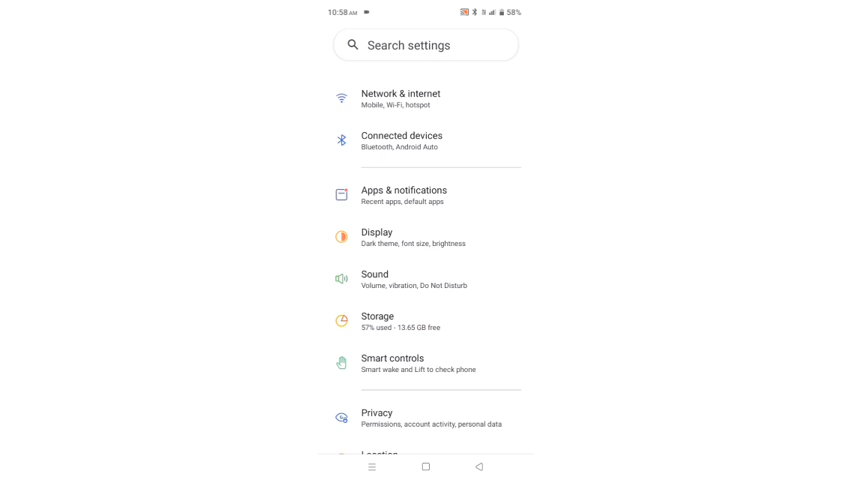 10:58 AM
58%
Search settings
Network & internet
Mobile, Wi-Fi, hotspot
Connected devices
Bluetooth, Android Auto
Apps & notifications
Recent apps, default apps
Display
Dark theme, font size, brightness
Sound
Volume, vibration, Do Not Disturb
Storage
57% used - 13.65 GB free
Smart controls
Smart wake and Lift to check phone
Privacy
Permissions, account activity, personal data
Location